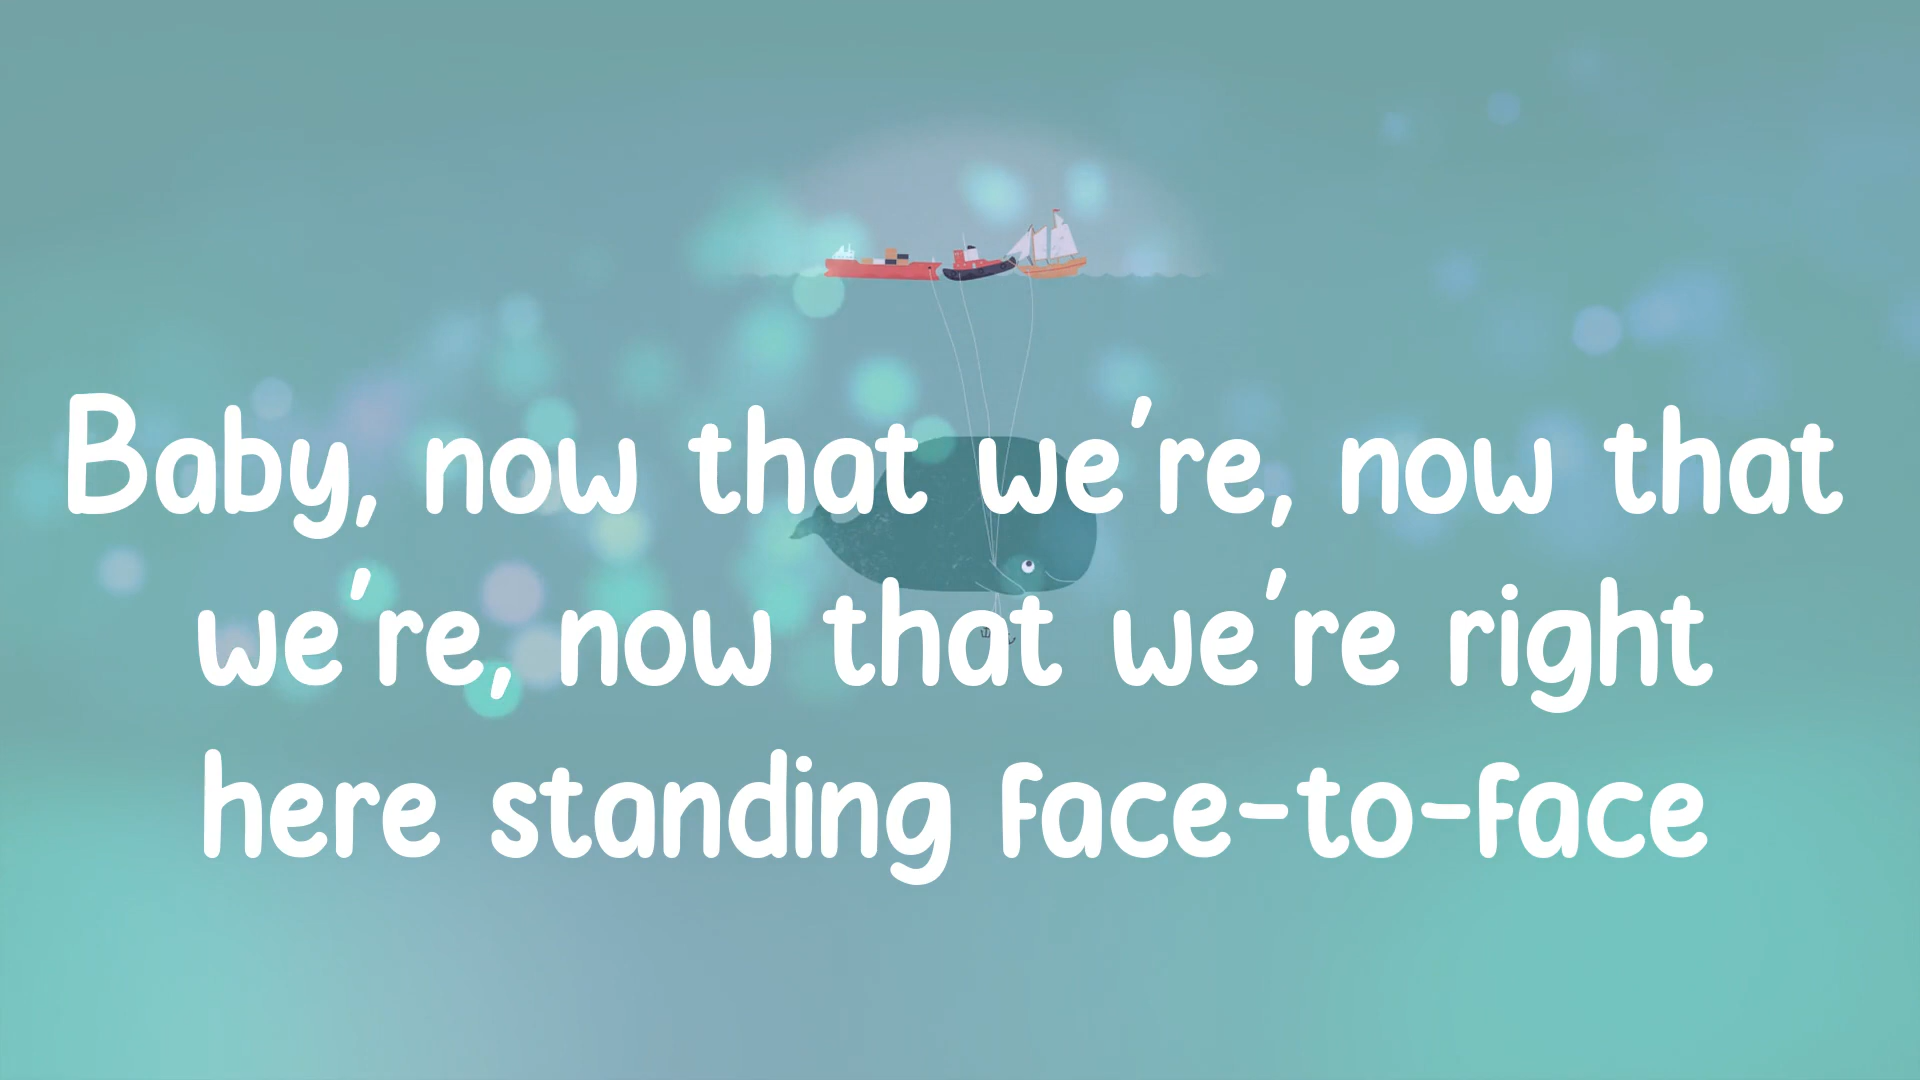 Baby, now that we're, now that
we're, now that we're right
here standing face-to-face